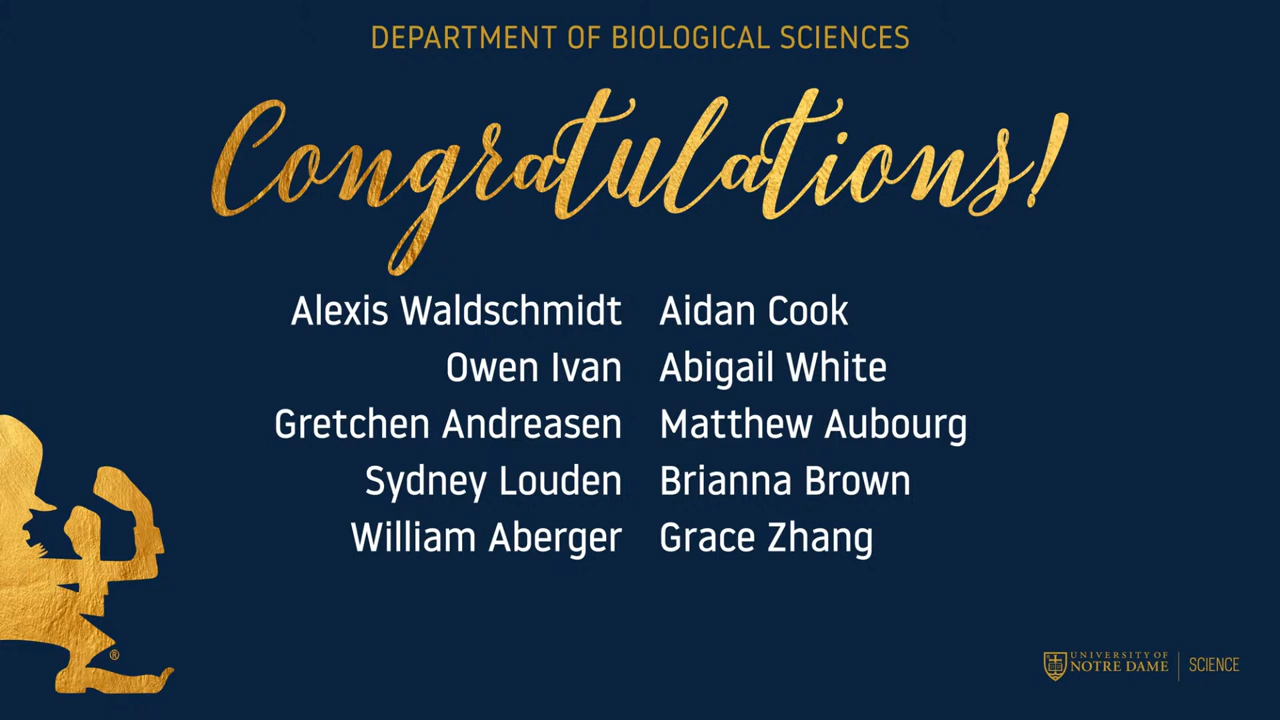 DEPARTMENT OF BIOLOGICAL SCIENCES
Congratulations!
Alexis Waldschmidt Aidan Cook
Owen Ivan Abigail White
Gretchen Andreasen Matthew Aubourg
Sydney Louden Brianna Brown
William Aberger Grace Zhang
®
UNIVERSITY OF
NOTRE DAME | SCIENCE